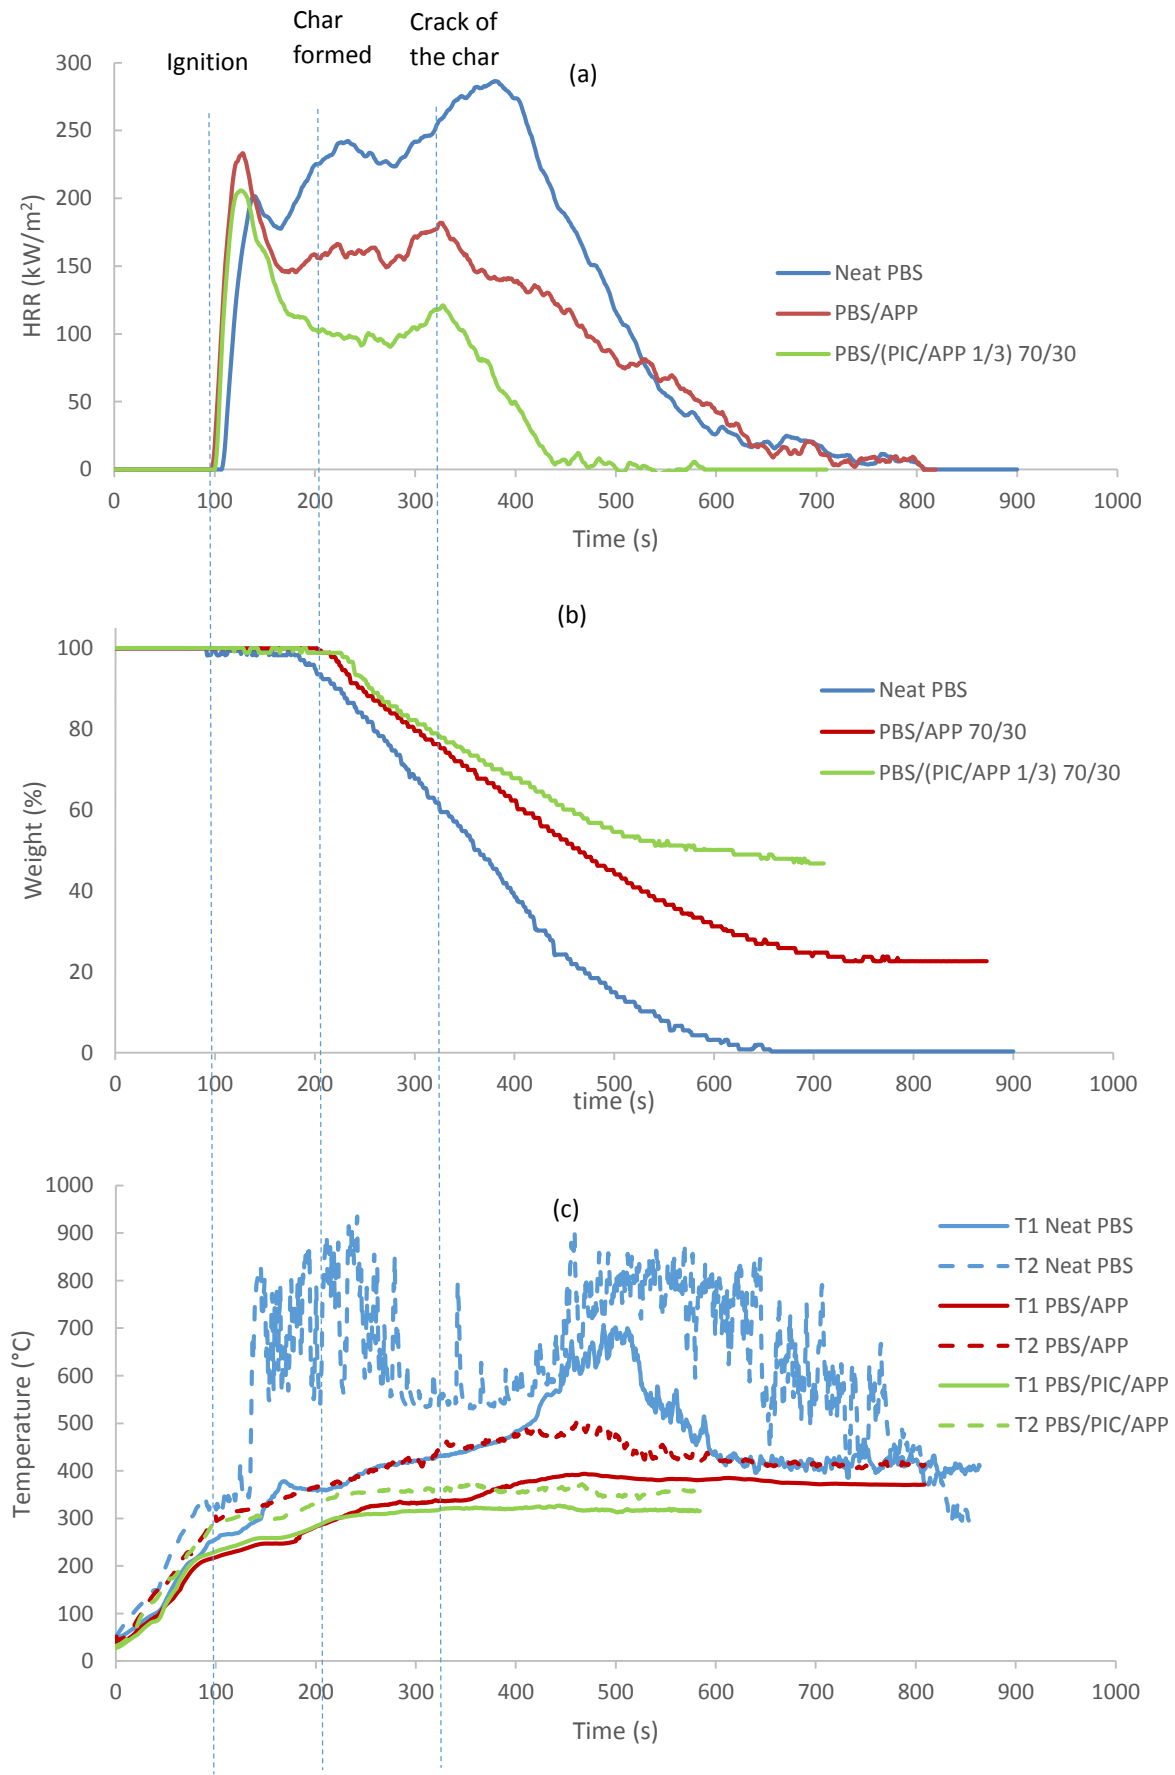 Char
formed
Crack of
the char
Ignition
(a)
300
250
200
150
100
50
0
HRR (kW/m²)
Neat PBS
PBS/APP
PBS/(PIC/APP 1/3) 70/30
0 100 200 300 400 500 600 700 800 900 1000
Time (s)
(b)
100
80
60
40
20
0
Weight (%)
Neat PBS
PBS/APP 70/30
PBS/(PIC/APP 1/3) 70/30
0 100 200 300 400 500 600 700 800 900 1000
time (s)
(c)
1000
900
800
700
600
500
400
300
200
100
0
Temperature (°C)
T1 Neat PBS
T2 Neat PBS
T1 PBS/APP
T2 PBS/APP
T1 PBS/PIC/APP
T2 PBS/PIC/APP
0 100 200 300 400 500 600 700 800 900 1000
Time (s)